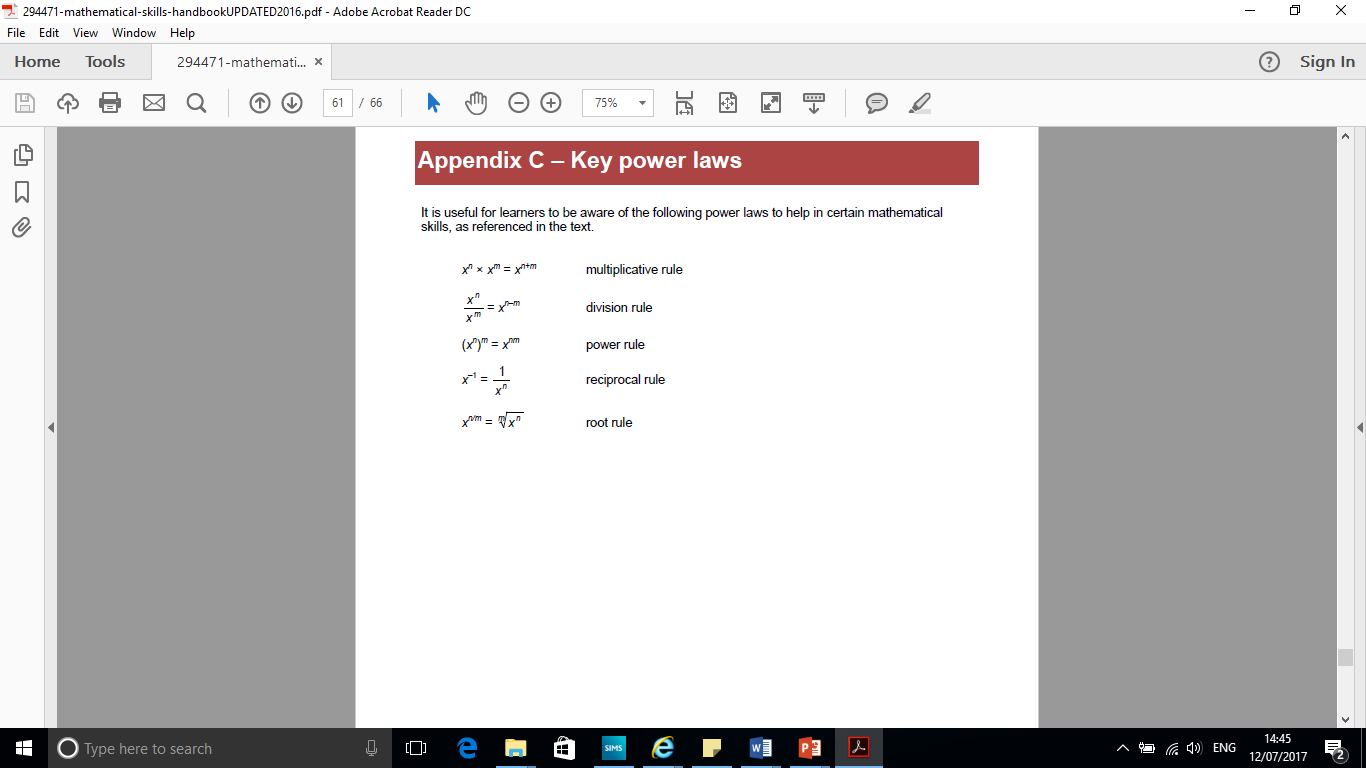 294471-mathematical-skills-handbookUPDATED2016.pdf - Adobe Acrobat Reader DC
File Edit View Window Help
Home Tools 294471-mathemati... × ? Sign In
61 / 66 75%
Appendix C – Key power laws
It is useful for learners to be aware of the following power laws to help in certain mathematical
skills, as referenced in the text.
xⁿ × xᵐ = xⁿ⁺ᵐ multiplicative rule
xⁿ / xᵐ = xⁿ⁻ᵐ division rule
(xⁿ)ᵐ = xⁿᵐ power rule
x⁻¹ = 1 / xⁿ reciprocal rule
xⁿ/ᵐ = ᵐ√xⁿ root rule
Type here to search SIMS ENG 14:45
12/07/2017 2